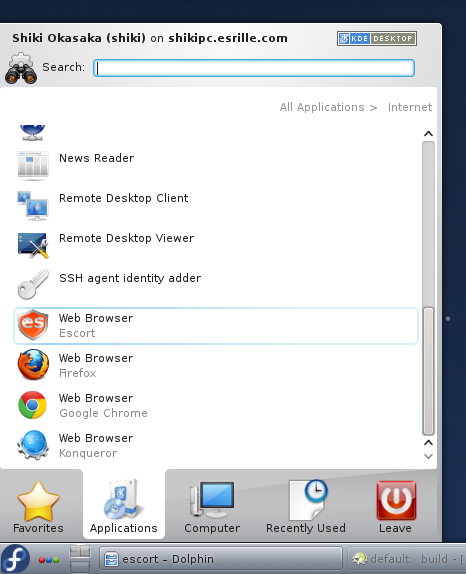 Shiki Okasaka (shiki) on shikipc.esrille.com
KDE DESKTOP
Search:
All Applications > Internet
News Reader
Remote Desktop Client
Remote Desktop Viewer
SSH agent identity adder
es
Web Browser
Escort
Web Browser
Firefox
Web Browser
Google Chrome
Web Browser
Konqueror
Favorites
Applications
Computer
Recently Used
Leave
escort – Dolphin
default: build - [